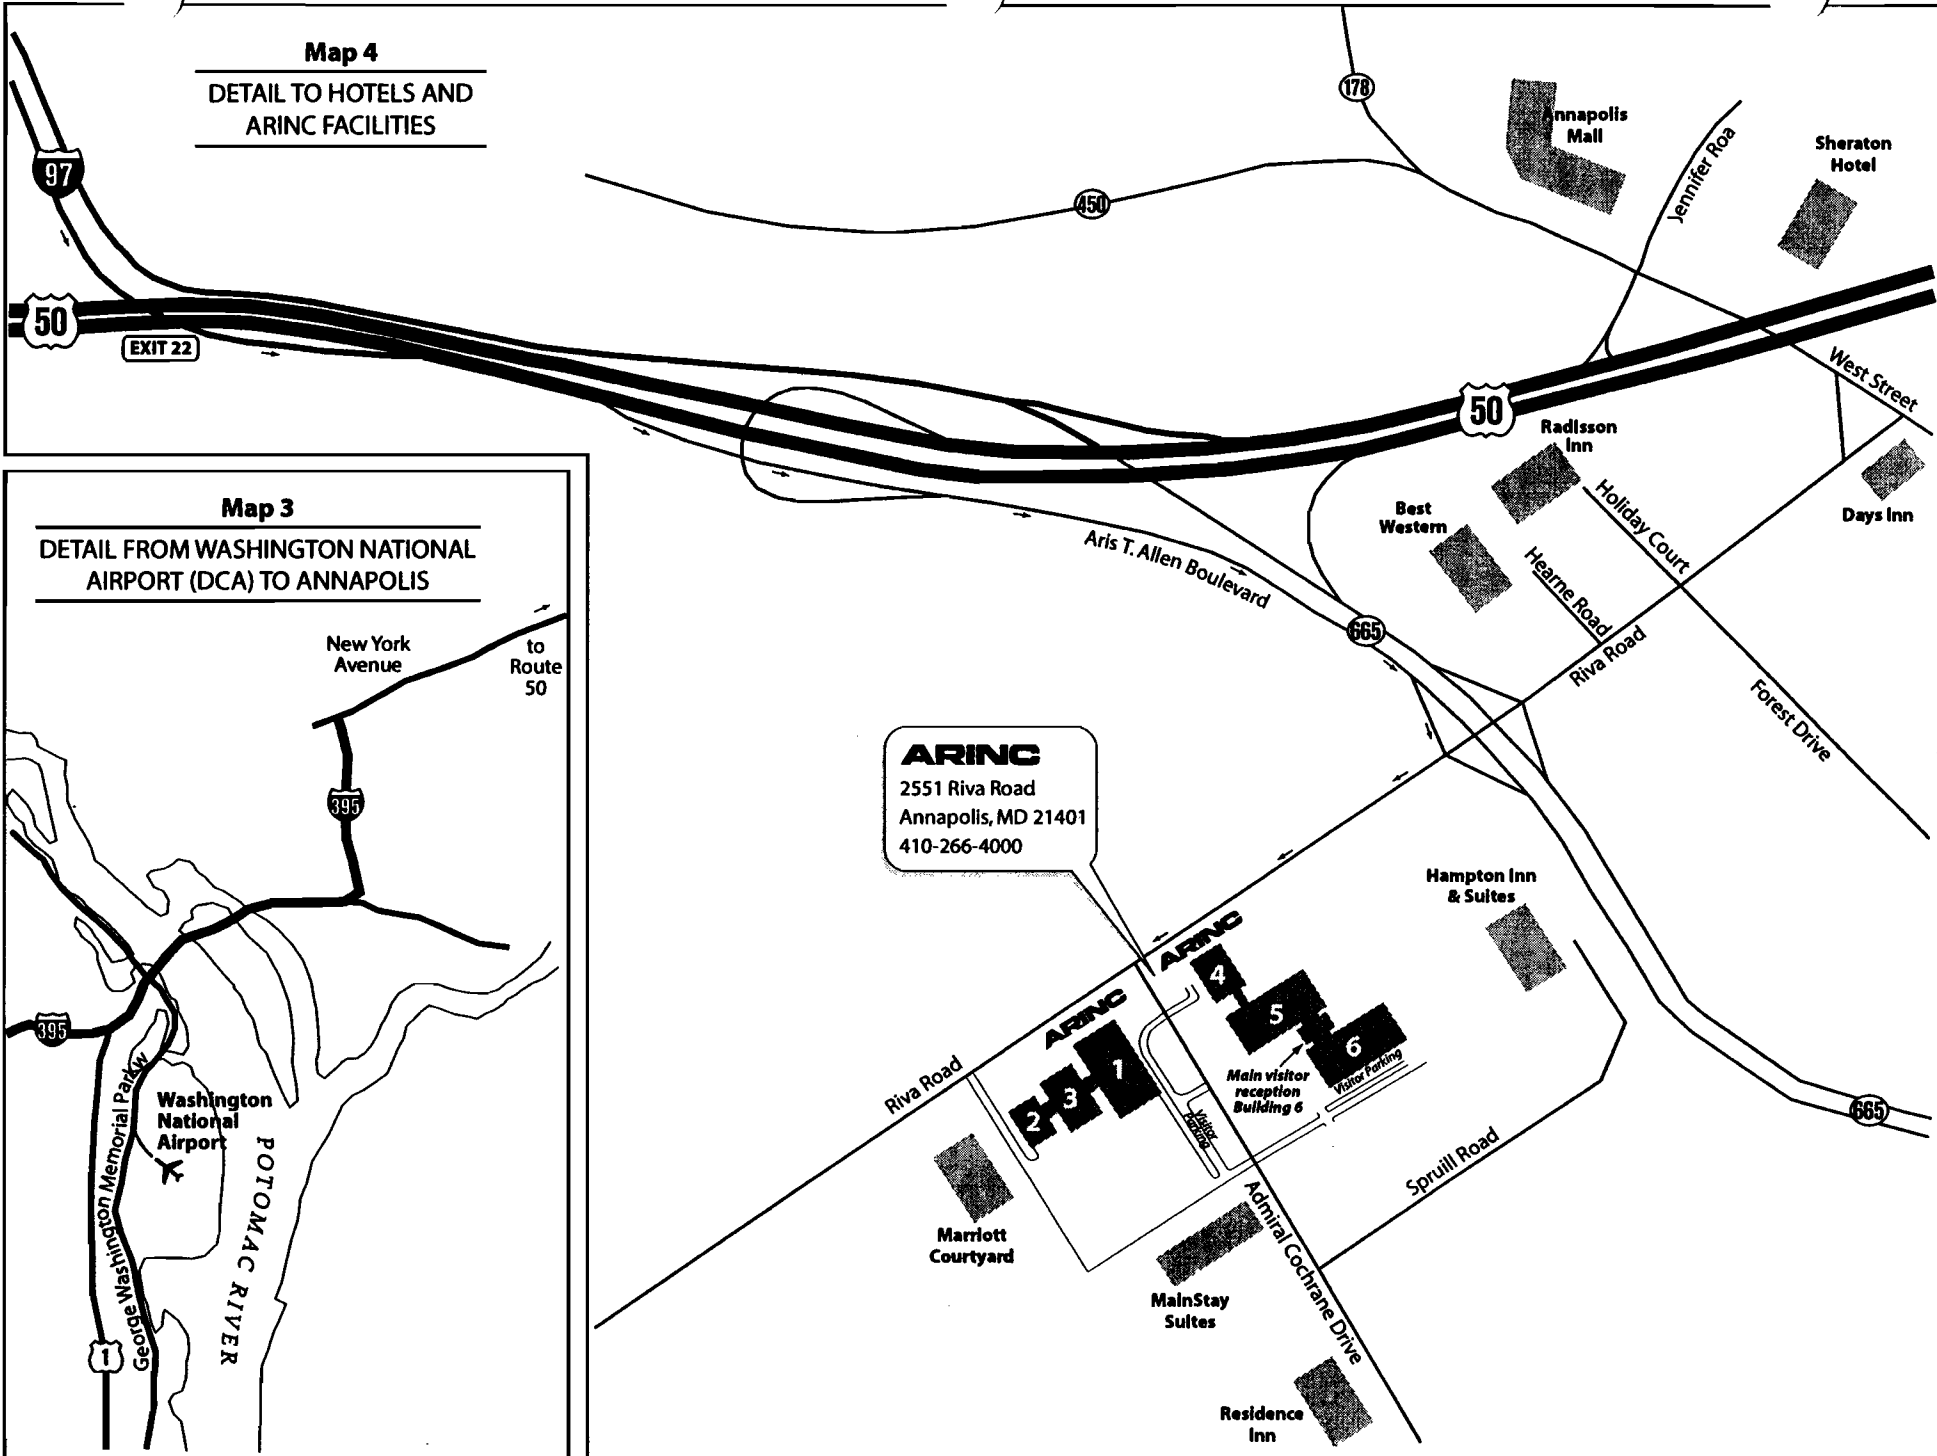 Map 4
DETAIL TO HOTELS AND
ARINC FACILITIES
97
50
EXIT 22
450
178
Annapolis
Mall
Jennifer Roa
Sheraton
Hotel
50
West Street
Radisson
Inn
Best
Western
Holiday Court
Hearne Road
Riva Road
Days Inn
Forest Drive
Aris T. Allen Boulevard
665
ARINC
2551 Riva Road
Annapolis, MD 21401
410-266-4000
Hampton Inn
& Suites
ARINC
4
5
6
ARINC
1
3
2
Main visitor
reception
Building 6
Visitor Parking
Visitor
Parking
Riva Road
Marriott
Courtyard
MainStay
Suites
Admiral Cochrane Drive
Spruill Road
665
Residence
Inn
Map 3
DETAIL FROM WASHINGTON NATIONAL
AIRPORT (DCA) TO ANNAPOLIS
New York
Avenue
to
Route
50
395
395
George Washington Memorial Parkw
Washington
National
Airport
POTOMAC RIVER
1